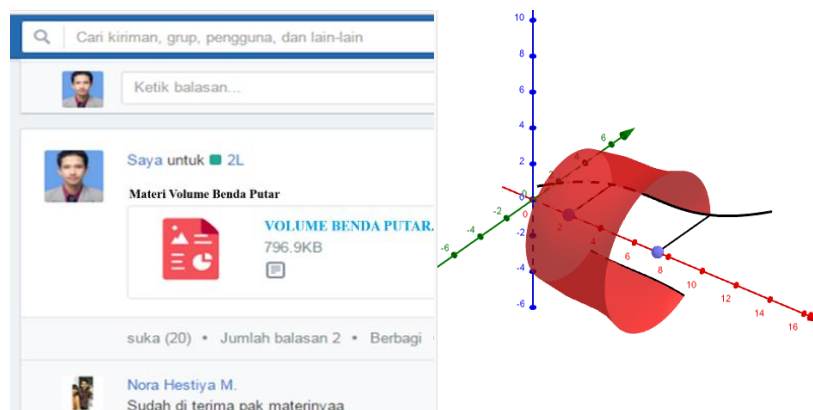 Cari kiriman, grup, pengguna, dan lain-lain
Ketik balasan...
Saya untuk 2L
Materi Volume Benda Putar
VOLUME BENDA PUTAR.
796.9KB
suka (20) • Jumlah balasan 2 • Berbagi
Nora Hestiya M.
Sudah di terima pak materinyaa
10
8
6
4
2
0
-2
-4
-6
6
4
2
-2
-4
-6
0
2
4
6
8
10
12
14
16